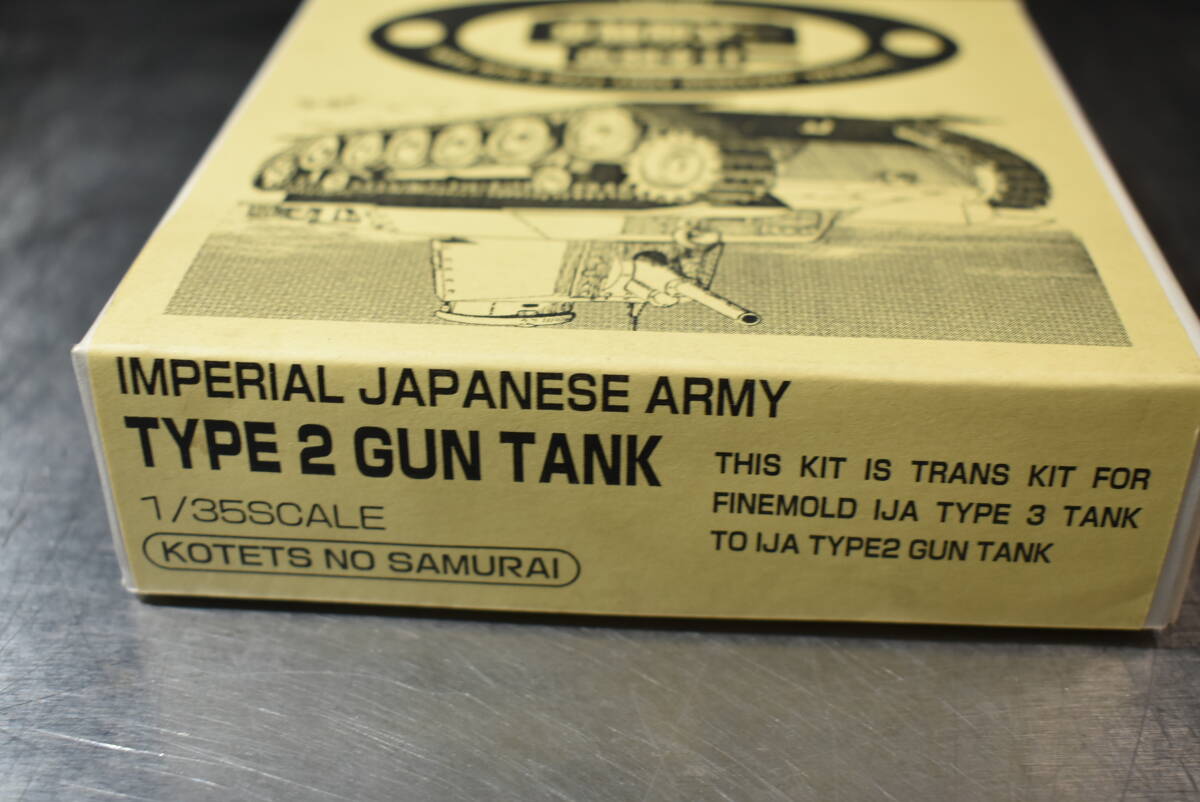 IMPERIAL JAPANESE ARMY
TYPE 2 GUN TANK
1/35SCALE
KOTETS NO SAMURAI
THIS KIT IS TRANS KIT FOR
FINEMOLD IJA TYPE 3 TANK
TO IJA TYPE2 GUN TANK